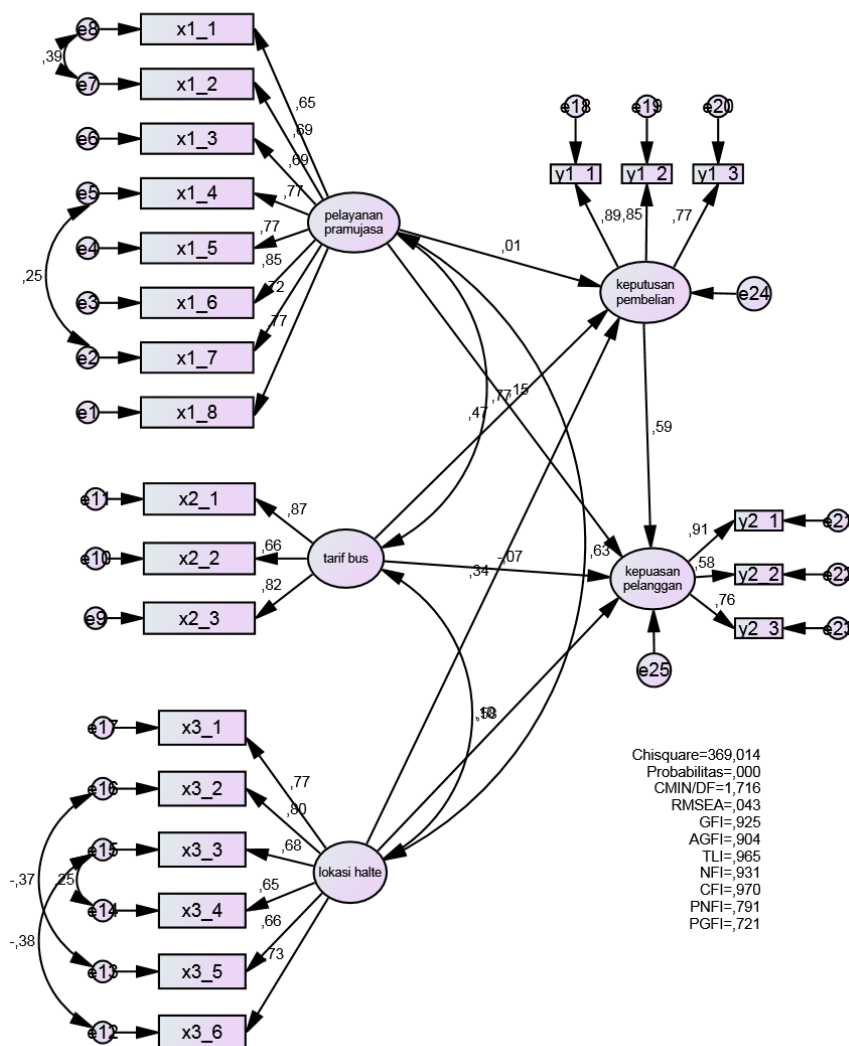 e8
x1_1
,39
e7
x1_2
e6
x1_3
e5
x1_4
e4
x1_5
,25
e3
x1_6
e2
x1_7
e1
x1_8
,65
,69
,69
,77
,77
,85
,72
,77
pelayanan
pramujasa
,01
e18
e19
e20
y1_1
y1_2
y1_3
,89
,85
,77
keputusan
pembelian
e24
,47
,77
,15
,59
e11
x2_1
e10
x2_2
e9
x2_3
,87
,66
,82
tarif bus
,34
-,07
,63
kepuasan
pelanggan
,91
,58
,76
y2_1
y2_2
y2_3
e21
e22
e23
e25
,58
e17
x3_1
e16
x3_2
e15
x3_3
-,37
,25
e14
x3_4
-,38
e13
x3_5
e12
x3_6
,77
,80
,68
,65
,66
,73
lokasi halte
Chisquare=369,014
Probabilitas=,000
CMIN/DF=1,716
RMSEA=,043
GFI=,925
AGFI=,904
TLI=,965
NFI=,931
CFI=,970
PNFI=,791
PGFI=,721